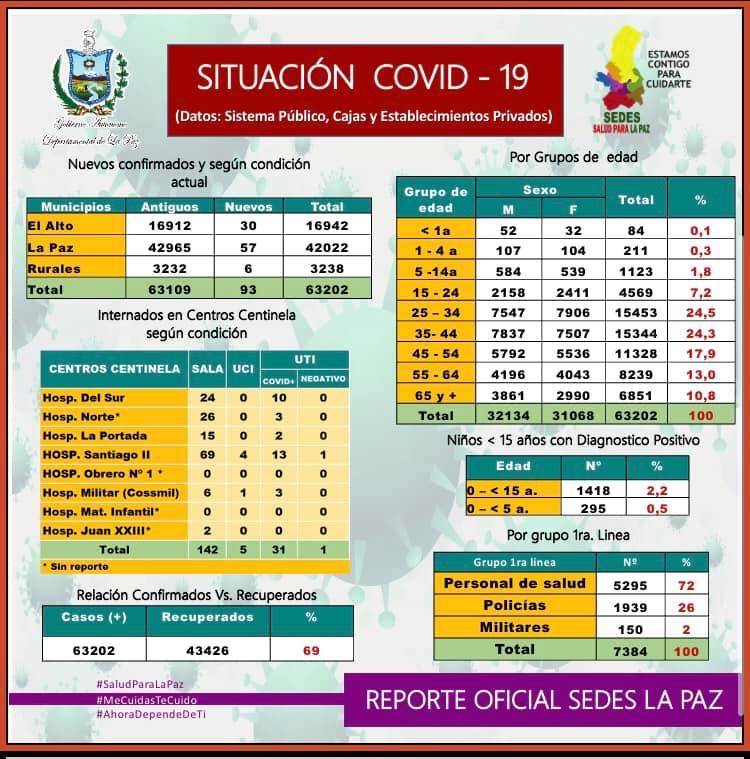 Gobierno Autónomo
Departamental de La Paz
SITUACIÓN COVID - 19
(Datos: Sistema Público, Cajas y Establecimientos Privados)
ESTAMOS
CONTIGO
PARA
CUIDARTE
SEDES
SALUD PARA LA PAZ
Nuevos confirmados y según condición
actual
Municipios Antiguos Nuevos Total
El Alto 16912 30 16942
La Paz 42965 57 42022
Rurales 3232 6 3238
Total 63109 93 63202
Internados en Centros Centinela
según condición
CENTROS CENTINELA SALA UCI UTI
COVID+ NEGATIVO
Hosp. Del Sur 24 0 10 0
Hosp. Norte* 26 0 3 0
Hosp. La Portada 15 0 2 0
HOSP. Santiago II 69 4 13 1
HOSP. Obrero N° 1 * 0 0 0 0
Hosp. Militar (Cossmil) 6 1 3 0
Hosp. Mat. Infantil* 0 0 0 0
Hosp. Juan XXIII* 2 0 0 0
Total 142 5 31 1
* Sin reporte
Relación Confirmados Vs. Recuperados
Casos (+) Recuperados %
63202 43426 69
Por Grupos de edad
Grupo de edad Sexo Total %
M F
< 1a 52 32 84 0,1
1 - 4 a 107 104 211 0,3
5 -14a 584 539 1123 1,8
15 - 24 2158 2411 4569 7,2
25 – 34 7547 7906 15453 24,5
35- 44 7837 7507 15344 24,3
45 - 54 5792 5536 11328 17,9
55 - 64 4196 4043 8239 13,0
65 y + 3861 2990 6851 10,8
Total 32134 31068 63202 100
Niños < 15 años con Diagnostico Positivo
Edad N° %
0 – < 15 a. 1418 2,2
0 – < 5 a. 295 0,5
Por grupo 1ra. Linea
Grupo 1ra línea Nº %
Personal de salud 5295 72
Policías 1939 26
Militares 150 2
Total 7384 100
#SaludParaLaPaz
#MeCuidasTeCuido
#AhoraDependeDeTi
REPORTE OFICIAL SEDES LA PAZ